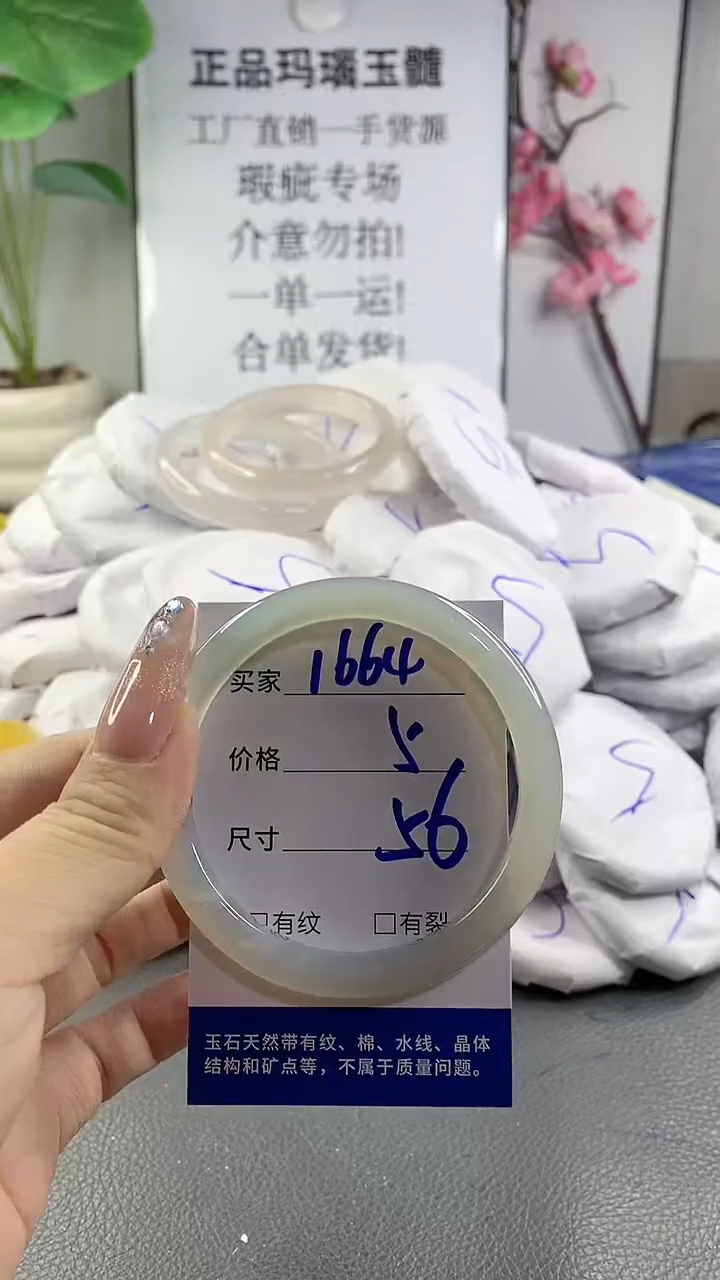 正品玛瑙玉髓
工厂直销一手货源
瑕疵专场
介意勿拍!
一单一运!
合单发货!
买家 1664
价格 5
尺寸 56
□有纹 □有裂
玉石天然带有纹、棉、水线、晶体
结构和矿点等，不属于质量问题。